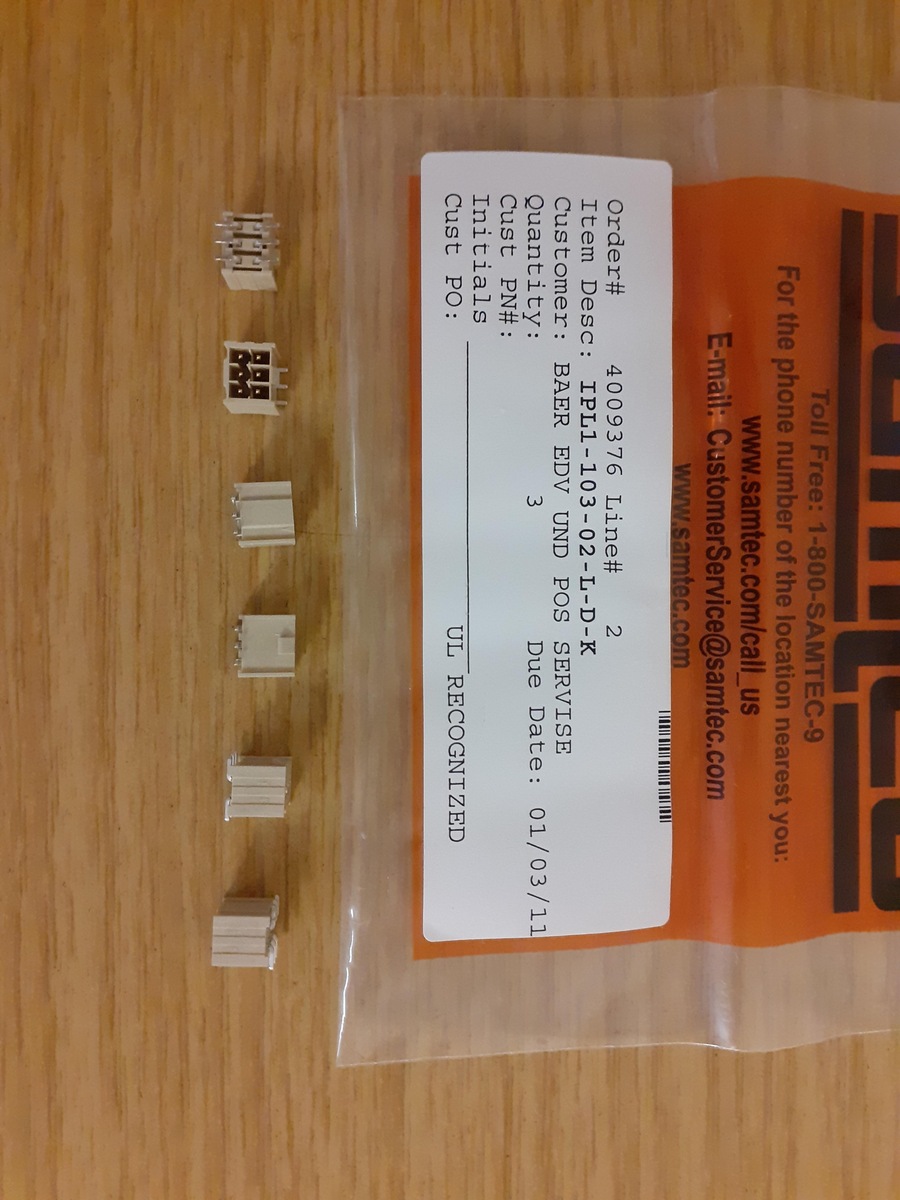 samtec
Toll Free: 1-800-SAMTEC-9
For the phone number of the location nearest you:
www.samtec.com/call_us
E-mail: CustomerService@samtec.com
www.samtec.com
Order# 4009376 Line# 2
Item Desc: IPL1-103-02-L-D-K
Customer: BAER EDV UND POS SERVISE
Quantity: 3 Due Date: 01/03/11
Cust PN#:
Initials
Cust PO: UL RECOGNIZED